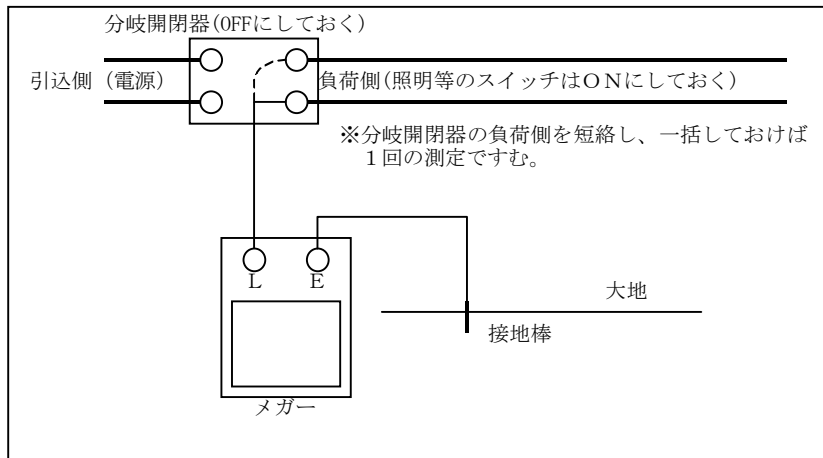 分岐開閉器(OFFにしておく)
引込側（電源）
負荷側(照明等のスイッチはＯＮにしておく)
※分岐開閉器の負荷側を短絡し、一括しておけば
１回の測定ですむ。
L
E
大地
接地棒
メガー